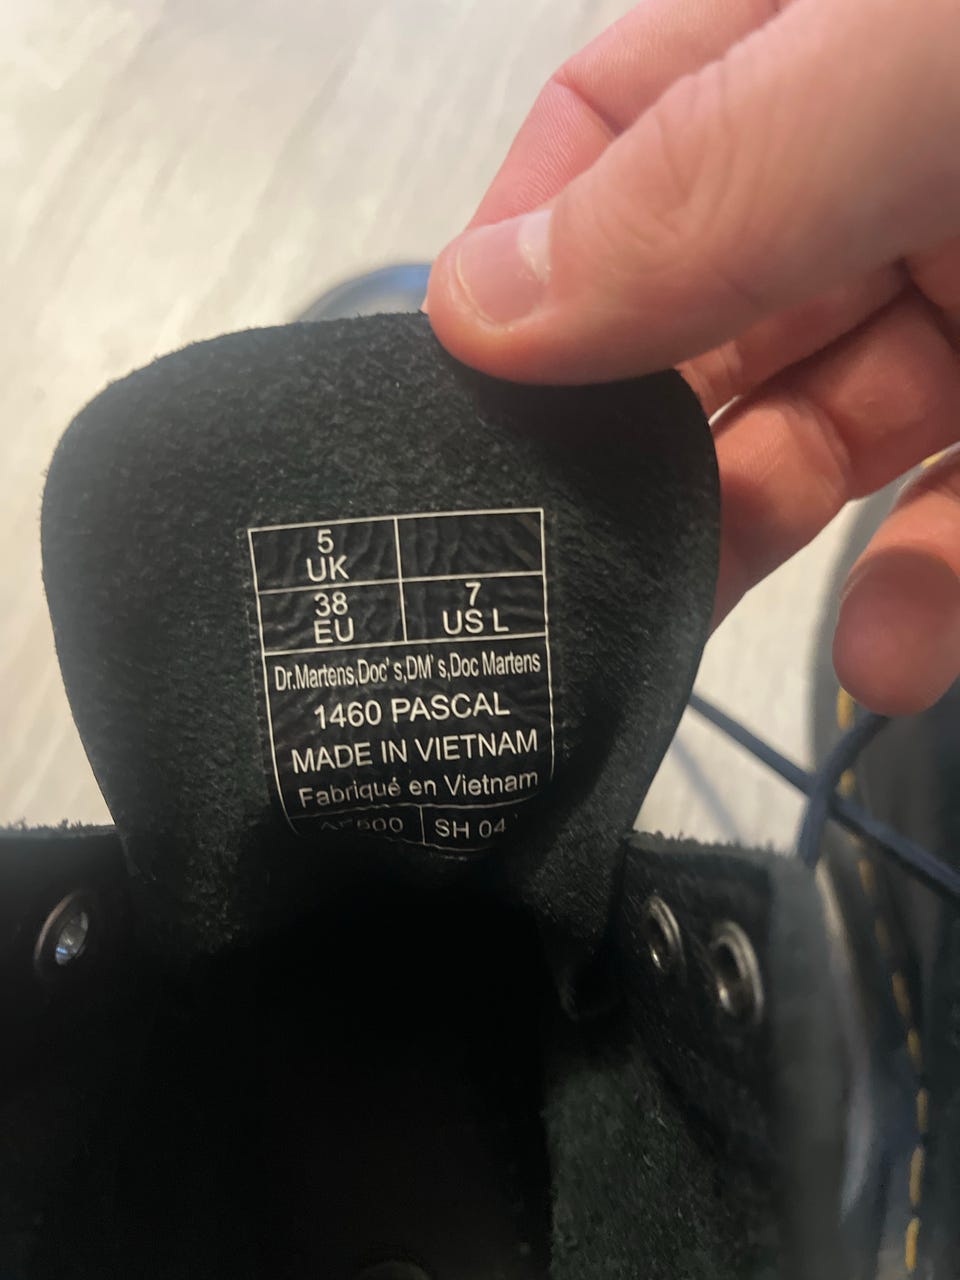 5
UK
38
EU
7
US L
Dr.Martens,Doc's,DM's,Doc Martens
1460 PASCAL
MADE IN VIETNAM
Fabriqué en Vietnam
SH 04